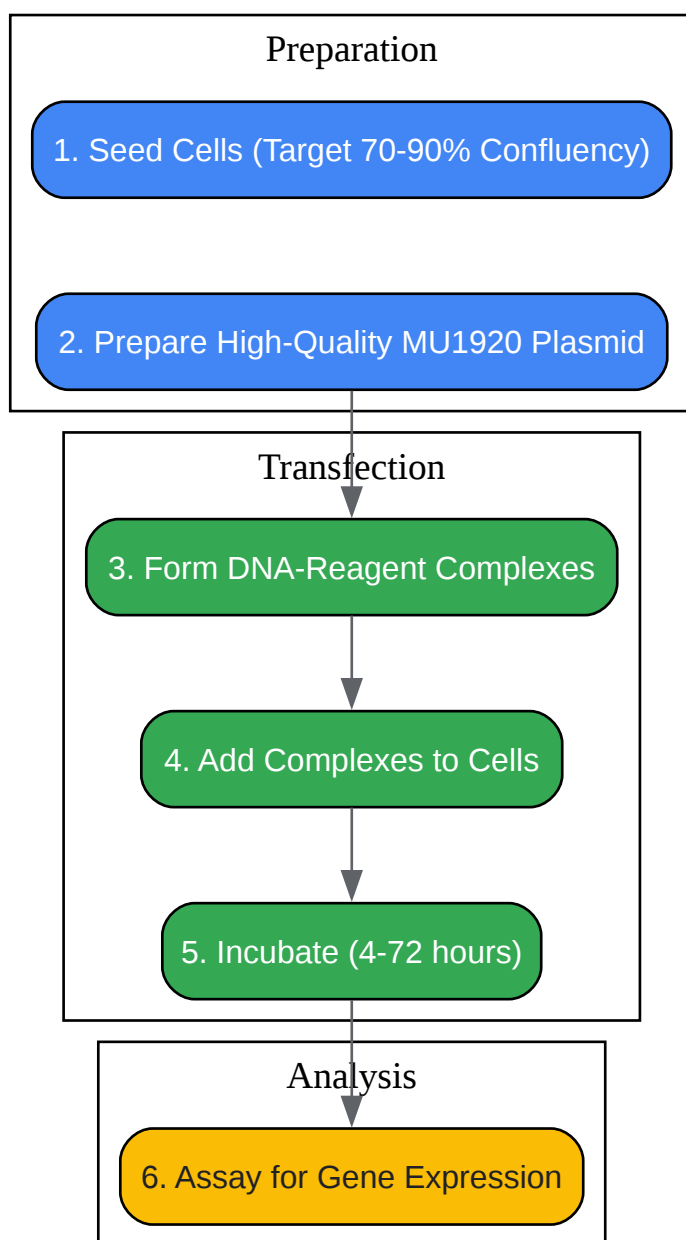 Preparation
1. Seed Cells (Target 70-90% Confluency)
2. Prepare High-Quality MU1920 Plasmid
Transfection
3. Form DNA-Reagent Complexes
4. Add Complexes to Cells
5. Incubate (4-72 hours)
Analysis
6. Assay for Gene Expression